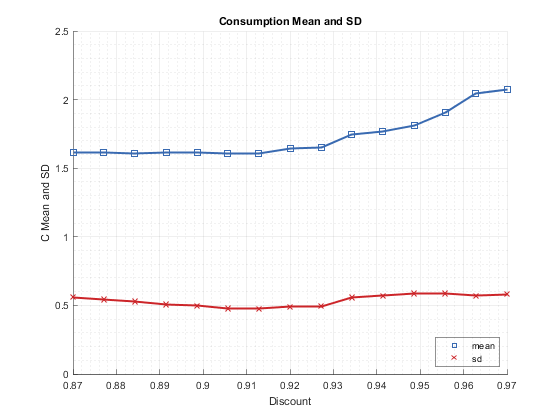 Consumption Mean and SD
2.5
2
1.5
1
0.5
0
C Mean and SD
0.87 0.88 0.89 0.9 0.91 0.92 0.93 0.94 0.95 0.96 0.97
Discount
mean
sd